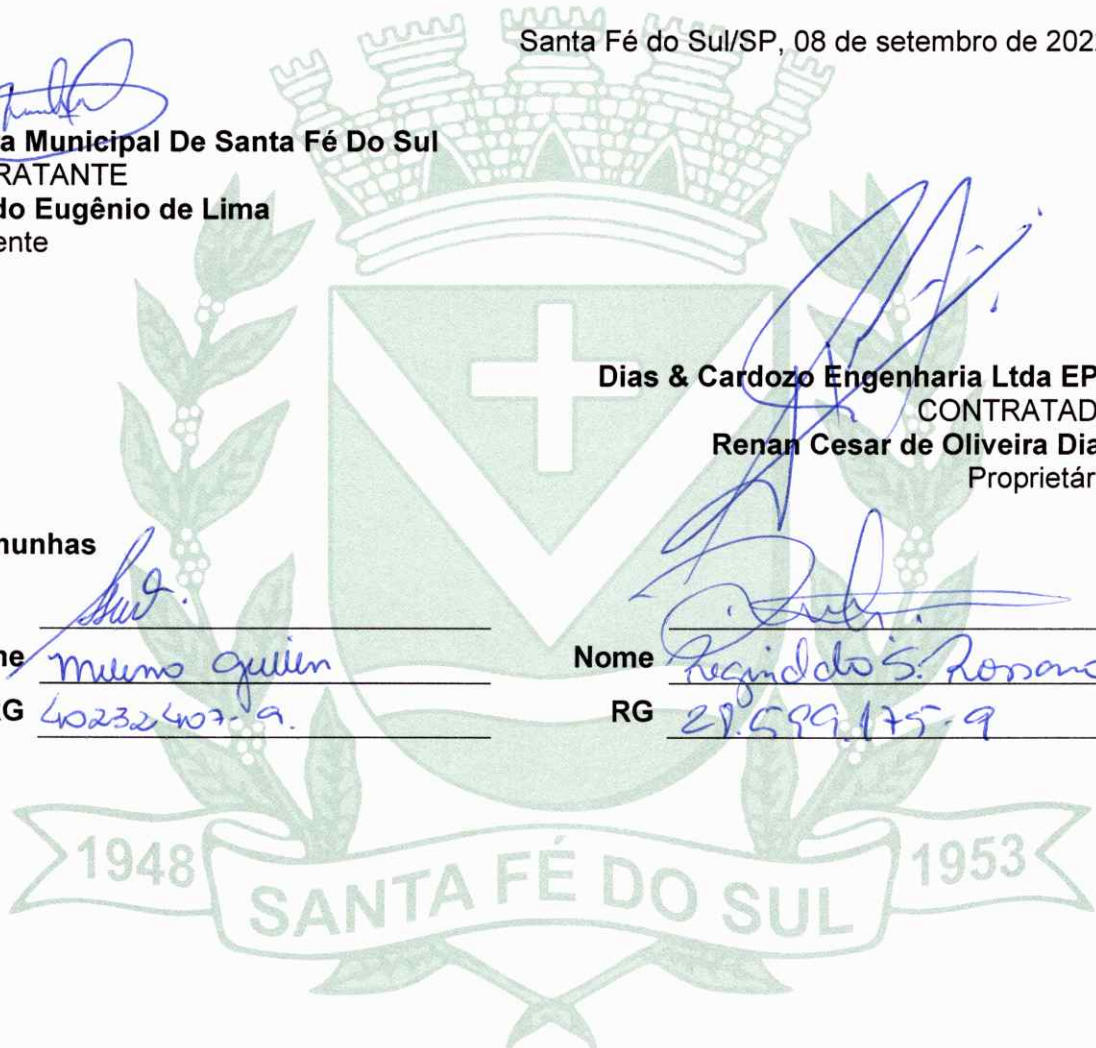 Santa Fé do Sul/SP, 08 de setembro de 202
a Municipal De Santa Fé Do Sul
RATANTE
do Eugênio de Lima
ente
Dias & Cardozo Engenharia Ltda EP
CONTRATAD
Renan Cesar de Oliveira Dia
Proprietár
nunhas
ne
Nome Reginaldo S.
G 40232407-9.
RG 28.599.175-9
1948
SANTA FÉ DO SUL
1953